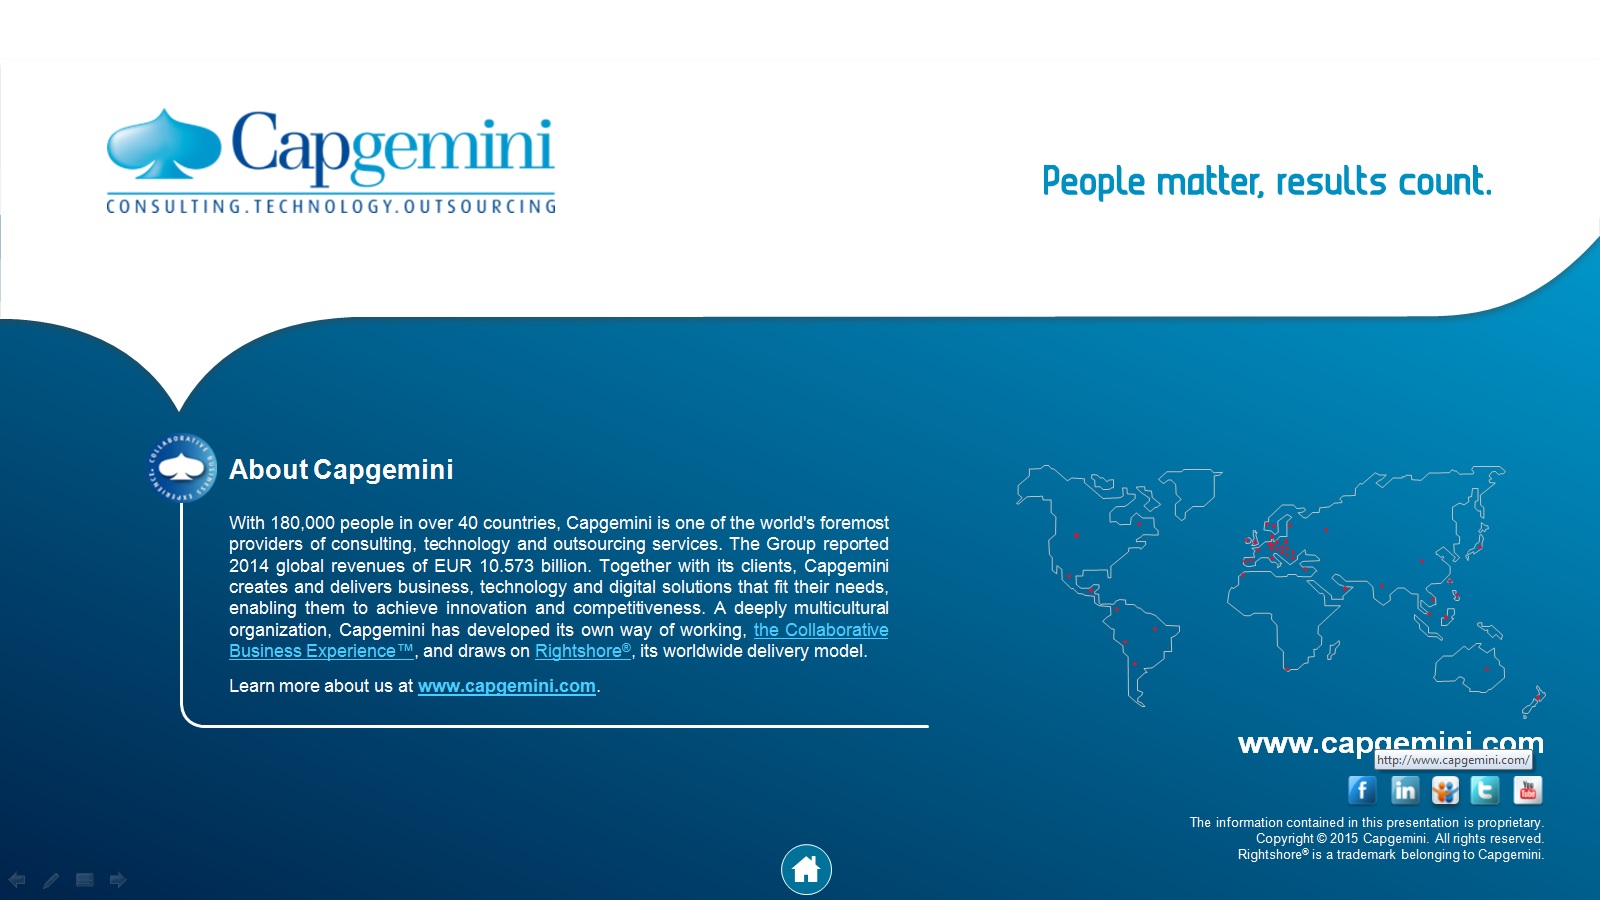 Capgemini
CONSULTING.TECHNOLOGY.OUTSOURCING
People matter, results count.
COLLABORATIVE BUSINESS EXPERIENCE
About Capgemini
With 180,000 people in over 40 countries, Capgemini is one of the world's foremost
providers of consulting, technology and outsourcing services. The Group reported
2014 global revenues of EUR 10.573 billion. Together with its clients, Capgemini
creates and delivers business, technology and digital solutions that fit their needs,
enabling them to achieve innovation and competitiveness. A deeply multicultural
organization, Capgemini has developed its own way of working, the Collaborative
Business Experience™, and draws on Rightshore®, its worldwide delivery model.
Learn more about us at www.capgemini.com.
www.capgemini.com
http://www.capgemini.com/
f
in
t
You Tube
The information contained in this presentation is proprietary.
Copyright © 2015 Capgemini. All rights reserved.
Rightshore® is a trademark belonging to Capgemini.